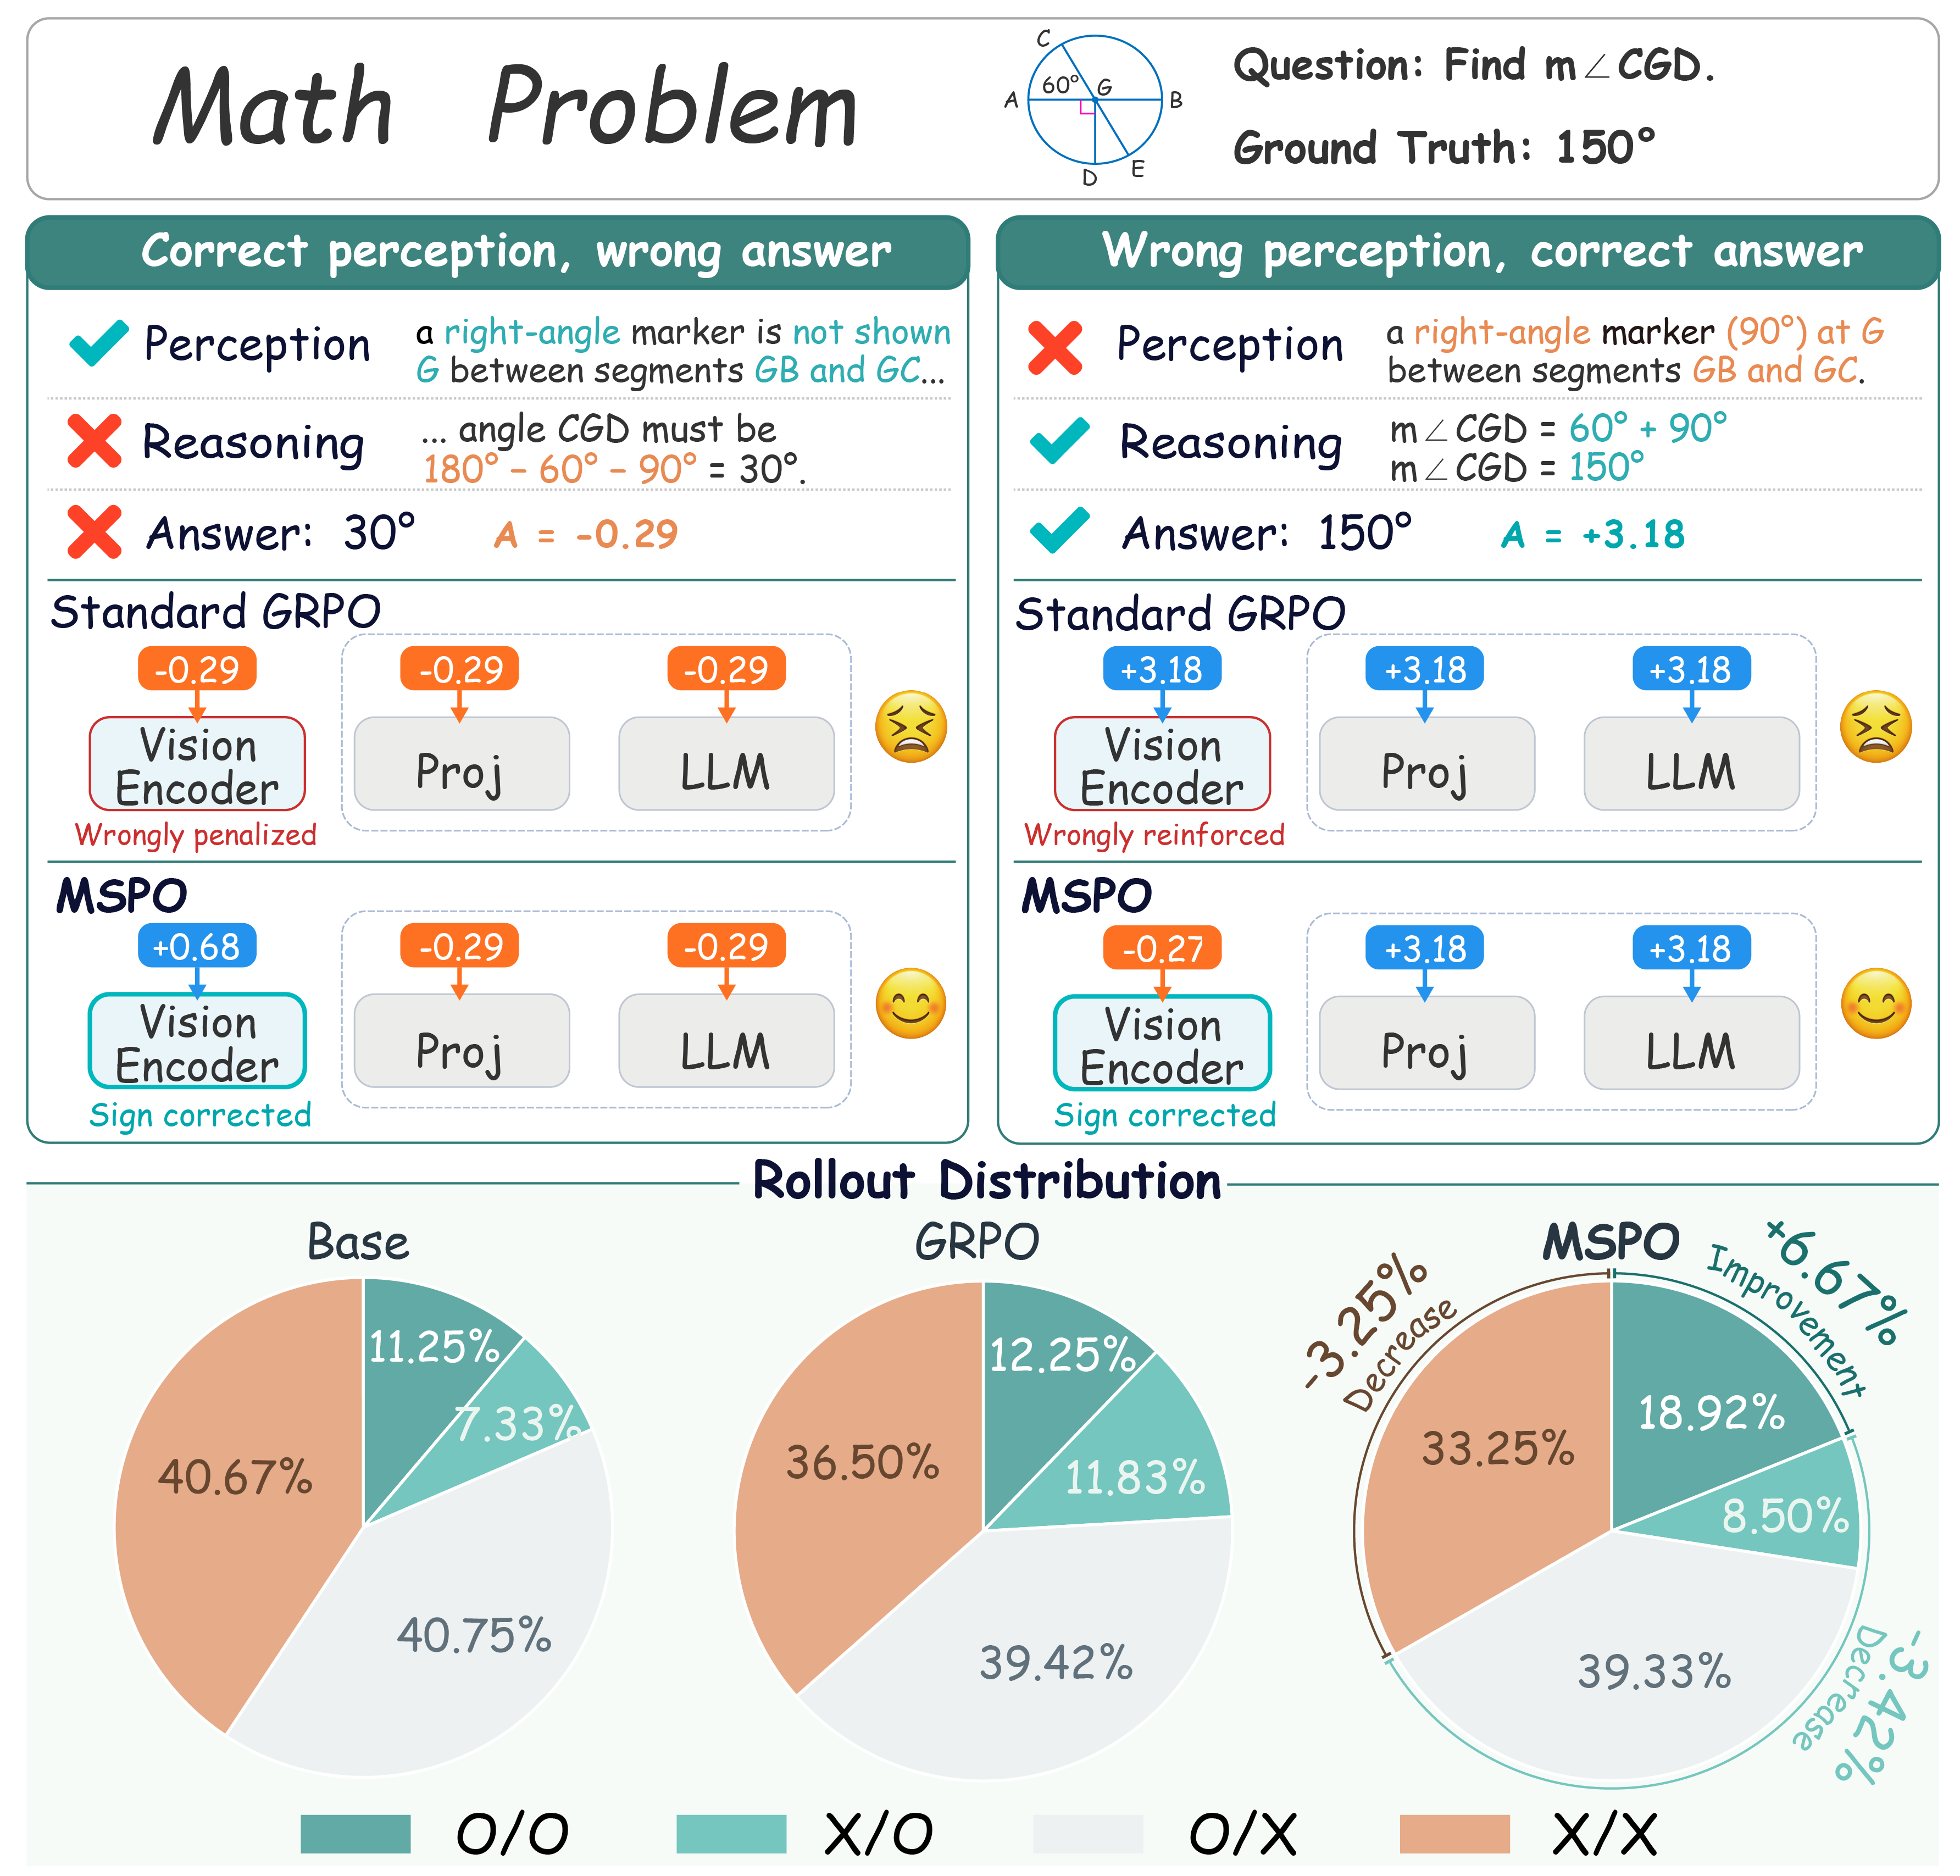 Math Problem
C
60°
G
A
B
D
E
Question: Find m∠CGD.
Ground Truth: 150°
Correct perception, wrong answer
Perception
a right-angle marker is not shown
G between segments GB and GC...
Reasoning
... angle CGD must be
180° - 60° - 90° = 30°.
Answer: 30°
A = -0.29
Standard GRPO
-0.29
-0.29
-0.29
Vision
Encoder
Proj
LLM
Wrongly penalized
MSPO
+0.68
-0.29
-0.29
Vision
Encoder
Proj
LLM
Sign corrected
Wrong perception, correct answer
Perception
a right-angle marker (90°) at G
between segments GB and GC.
Reasoning
m∠CGD = 60° + 90°
m∠CGD = 150°
Answer: 150°
A = +3.18
Standard GRPO
+3.18
+3.18
+3.18
Vision
Encoder
Proj
LLM
Wrongly reinforced
MSPO
-0.27
+3.18
+3.18
Vision
Encoder
Proj
LLM
Sign corrected
Rollout Distribution
Base
11.25%
7.33%
40.67%
40.75%
GRPO
12.25%
11.83%
36.50%
39.42%
MSPO
+6.67%
Improvement
-3.25%
Decrease
18.92%
8.50%
33.25%
39.33%
-3.42%
Decrease
O/O
X/O
O/X
X/X